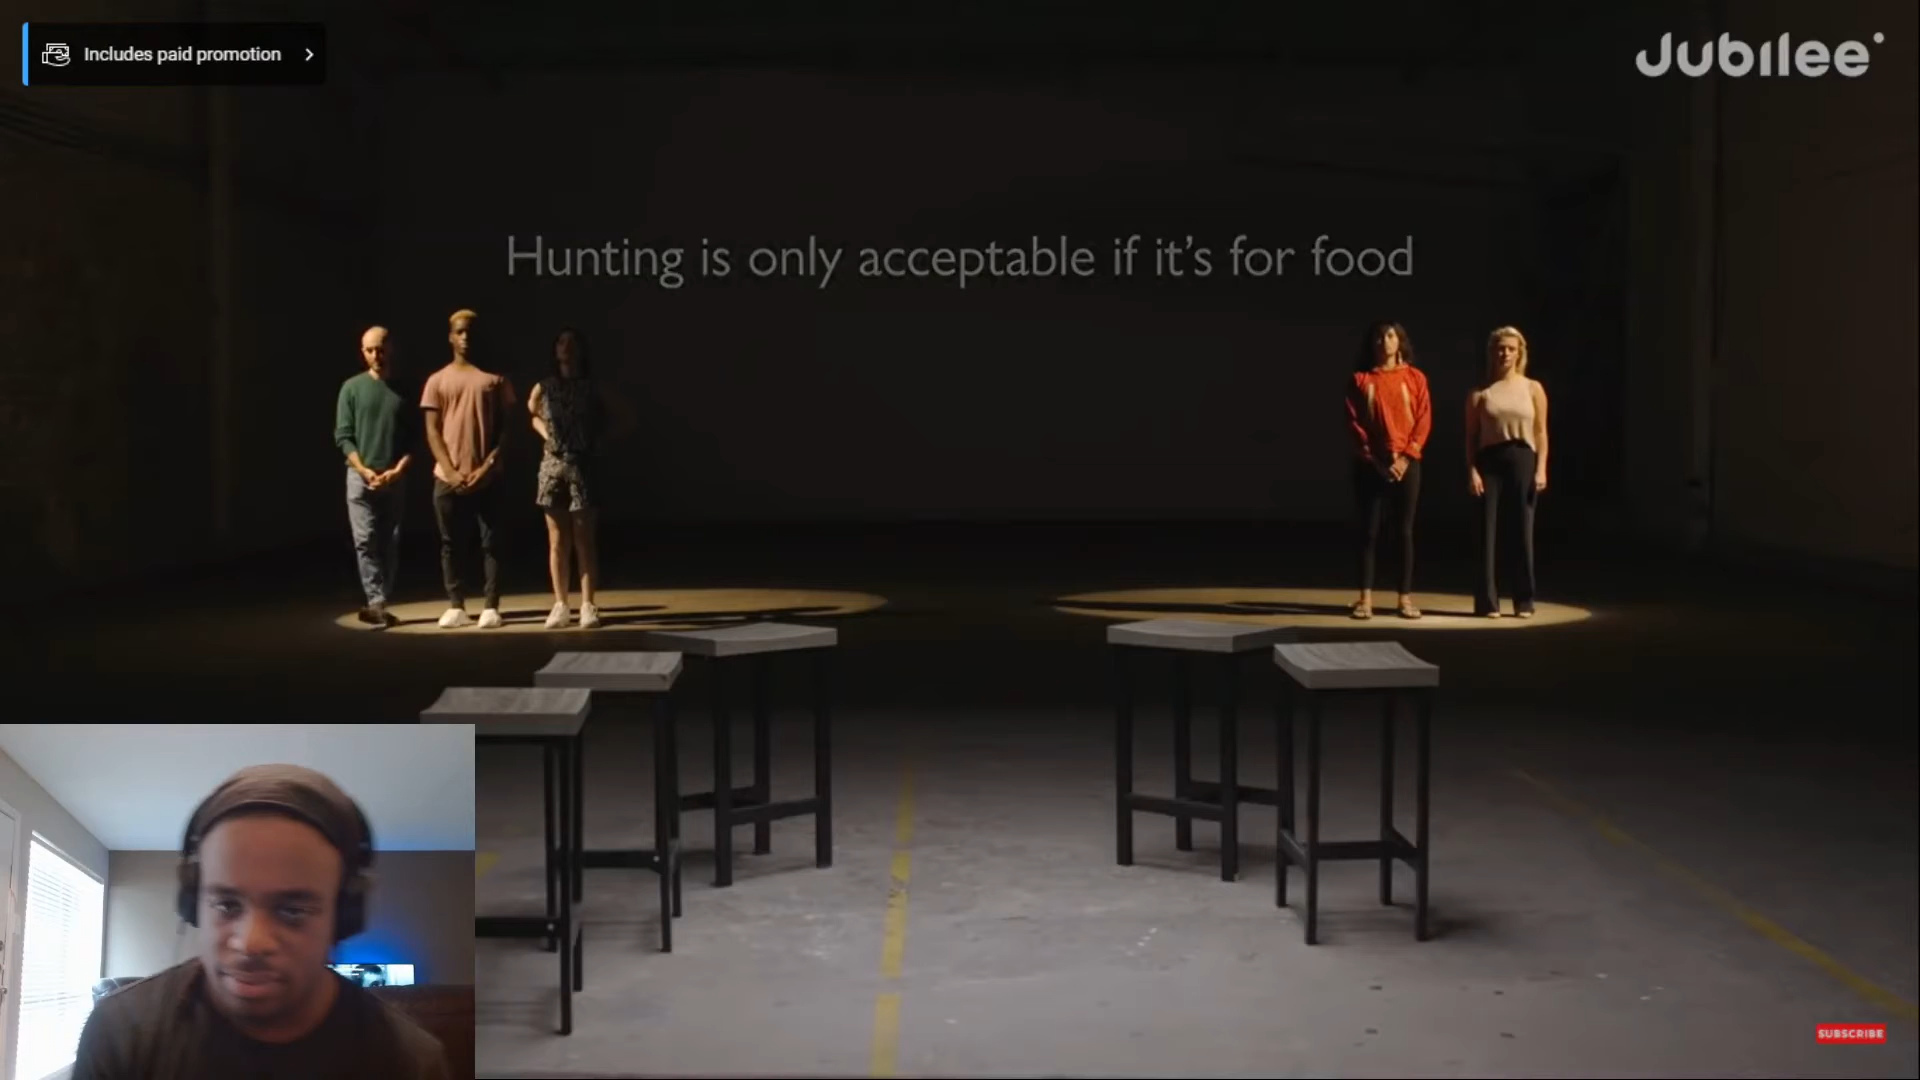 Includes paid promotion
Jubilee
Hunting is only acceptable if it's for food
SUBSCRIBE